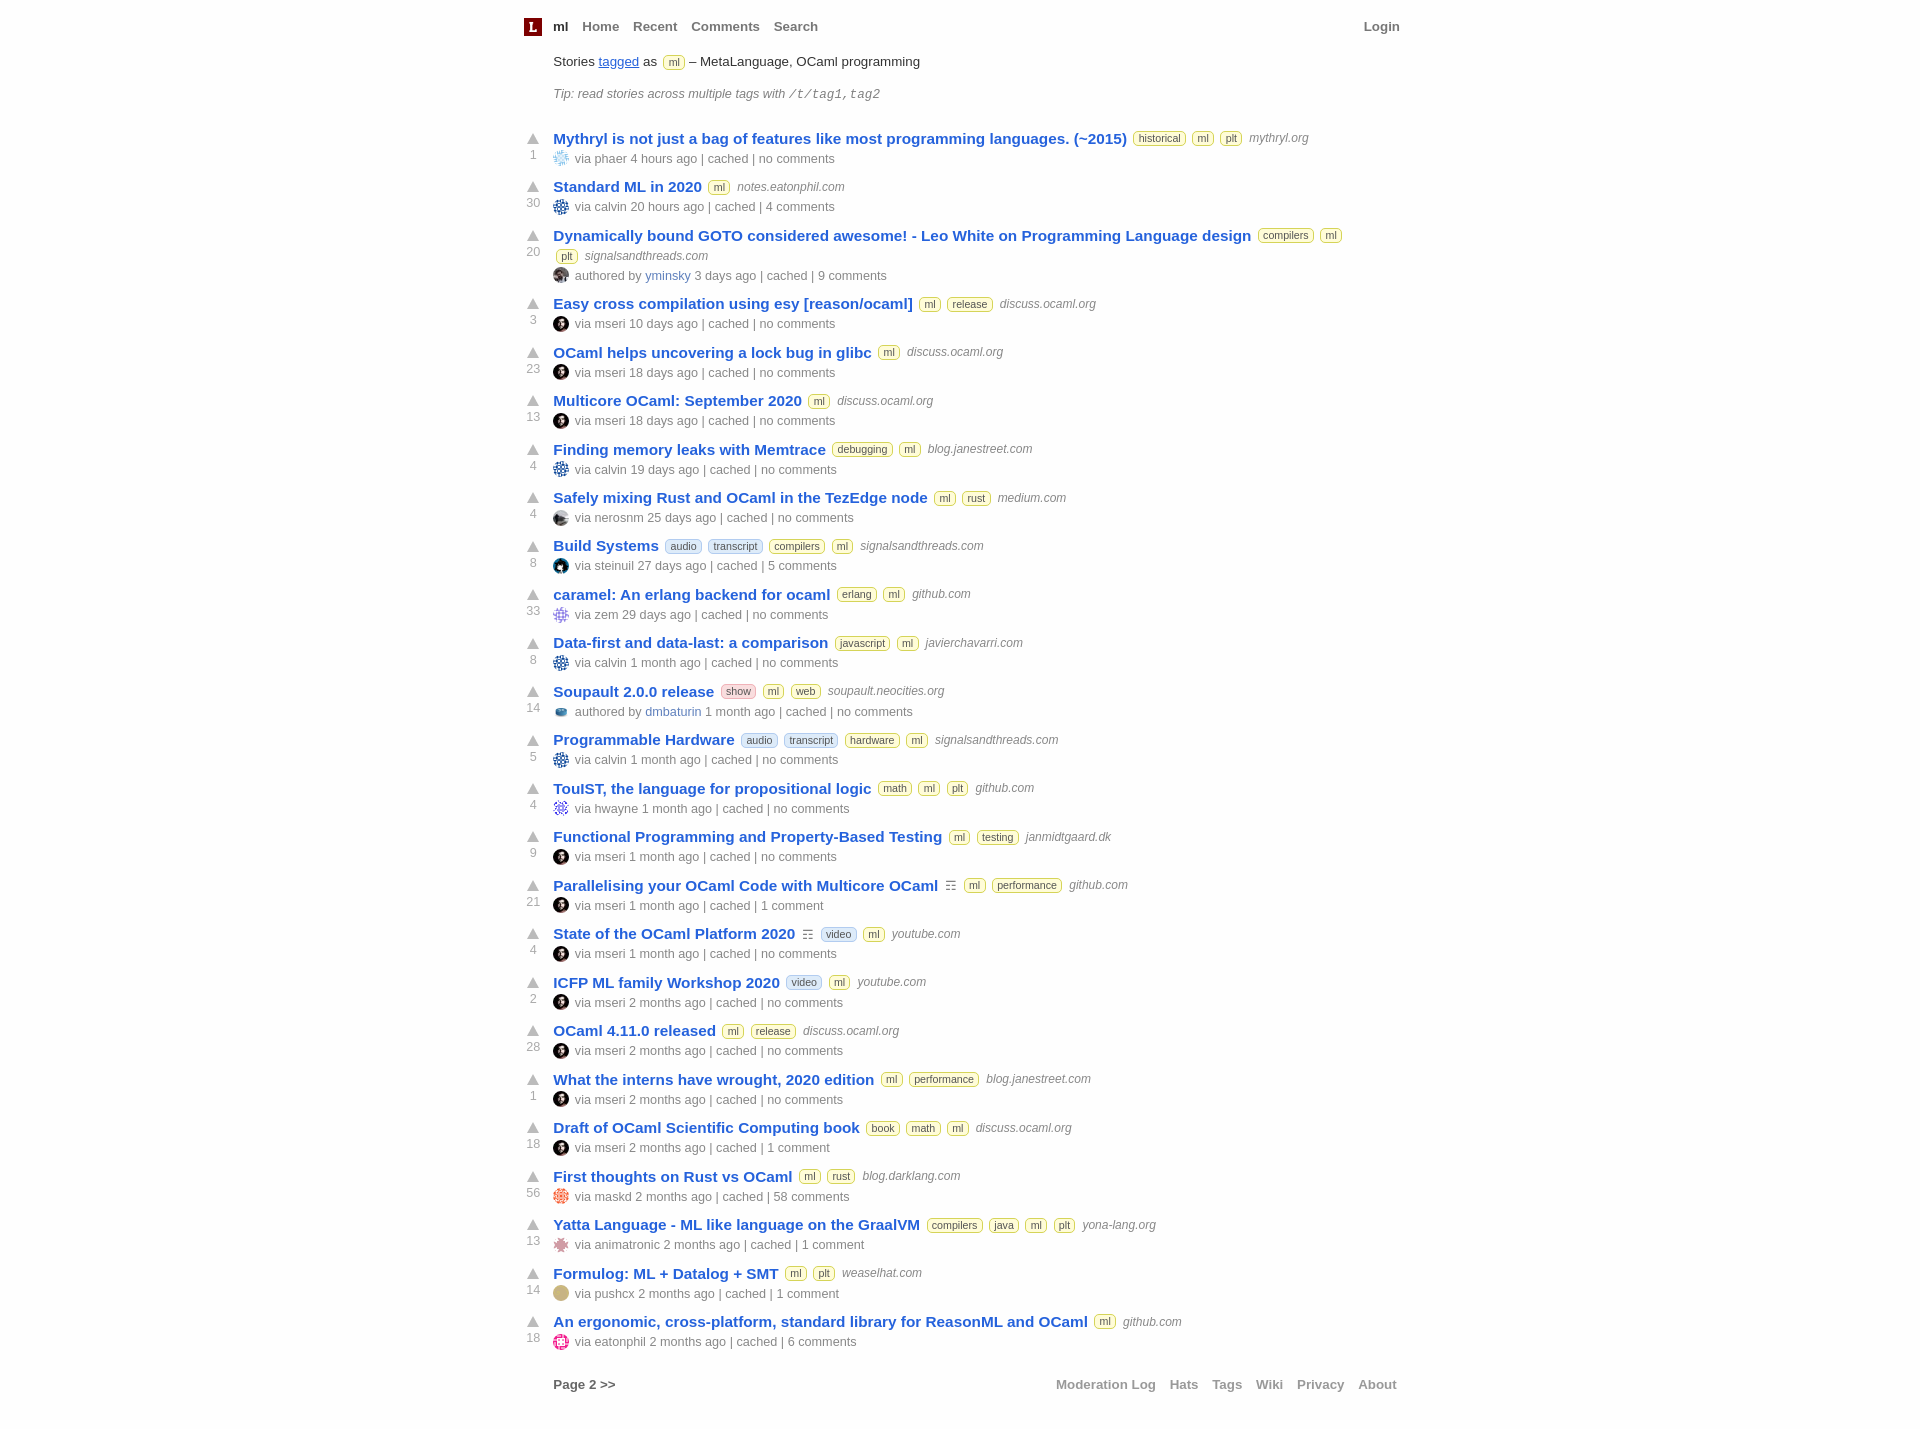 L ml Home Recent Comments Search Login
Stories tagged as ml – MetaLanguage, OCaml programming
Tip: read stories across multiple tags with /t/tag1,tag2
Mythryl is not just a bag of features like most programming languages. (~2015) historical ml plt mythryl.org
1 via phaer 4 hours ago | cached | no comments
Standard ML in 2020 ml notes.eatonphil.com
30 via calvin 20 hours ago | cached | 4 comments
Dynamically bound GOTO considered awesome! - Leo White on Programming Language design compilers ml
20 plt signalsandthreads.com
authored by yminsky 3 days ago | cached | 9 comments
Easy cross compilation using esy [reason/ocaml] ml release discuss.ocaml.org
3 via mseri 10 days ago | cached | no comments
OCaml helps uncovering a lock bug in glibc ml discuss.ocaml.org
23 via mseri 18 days ago | cached | no comments
Multicore OCaml: September 2020 ml discuss.ocaml.org
13 via mseri 18 days ago | cached | no comments
Finding memory leaks with Memtrace debugging ml blog.janestreet.com
4 via calvin 19 days ago | cached | no comments
Safely mixing Rust and OCaml in the TezEdge node ml rust medium.com
4 via nerosnm 25 days ago | cached | no comments
Build Systems audio transcript compilers ml signalsandthreads.com
8 via steinuil 27 days ago | cached | 5 comments
caramel: An erlang backend for ocaml erlang ml github.com
33 via zem 29 days ago | cached | no comments
Data-first and data-last: a comparison javascript ml javierchavarri.com
8 via calvin 1 month ago | cached | no comments
Soupault 2.0.0 release show ml web soupault.neocities.org
14 authored by dmbaturin 1 month ago | cached | no comments
Programmable Hardware audio transcript hardware ml signalsandthreads.com
5 via calvin 1 month ago | cached | no comments
TouIST, the language for propositional logic math ml plt github.com
4 via hwayne 1 month ago | cached | no comments
Functional Programming and Property-Based Testing ml testing janmidtgaard.dk
9 via mseri 1 month ago | cached | no comments
Parallelising your OCaml Code with Multicore OCaml ☶ ml performance github.com
21 via mseri 1 month ago | cached | 1 comment
State of the OCaml Platform 2020 ☶ video ml youtube.com
4 via mseri 1 month ago | cached | no comments
ICFP ML family Workshop 2020 video ml youtube.com
2 via mseri 2 months ago | cached | no comments
OCaml 4.11.0 released ml release discuss.ocaml.org
28 via mseri 2 months ago | cached | no comments
What the interns have wrought, 2020 edition ml performance blog.janestreet.com
1 via mseri 2 months ago | cached | no comments
Draft of OCaml Scientific Computing book book math ml discuss.ocaml.org
18 via mseri 2 months ago | cached | 1 comment
First thoughts on Rust vs OCaml ml rust blog.darklang.com
56 via maskd 2 months ago | cached | 58 comments
Yatta Language - ML like language on the GraalVM compilers java ml plt yona-lang.org
13 via animatronic 2 months ago | cached | 1 comment
Formulog: ML + Datalog + SMT ml plt weaselhat.com
14 via pushcx 2 months ago | cached | 1 comment
An ergonomic, cross-platform, standard library for ReasonML and OCaml ml github.com
18 via eatonphil 2 months ago | cached | 6 comments
Page 2 >> Moderation Log Hats Tags Wiki Privacy About